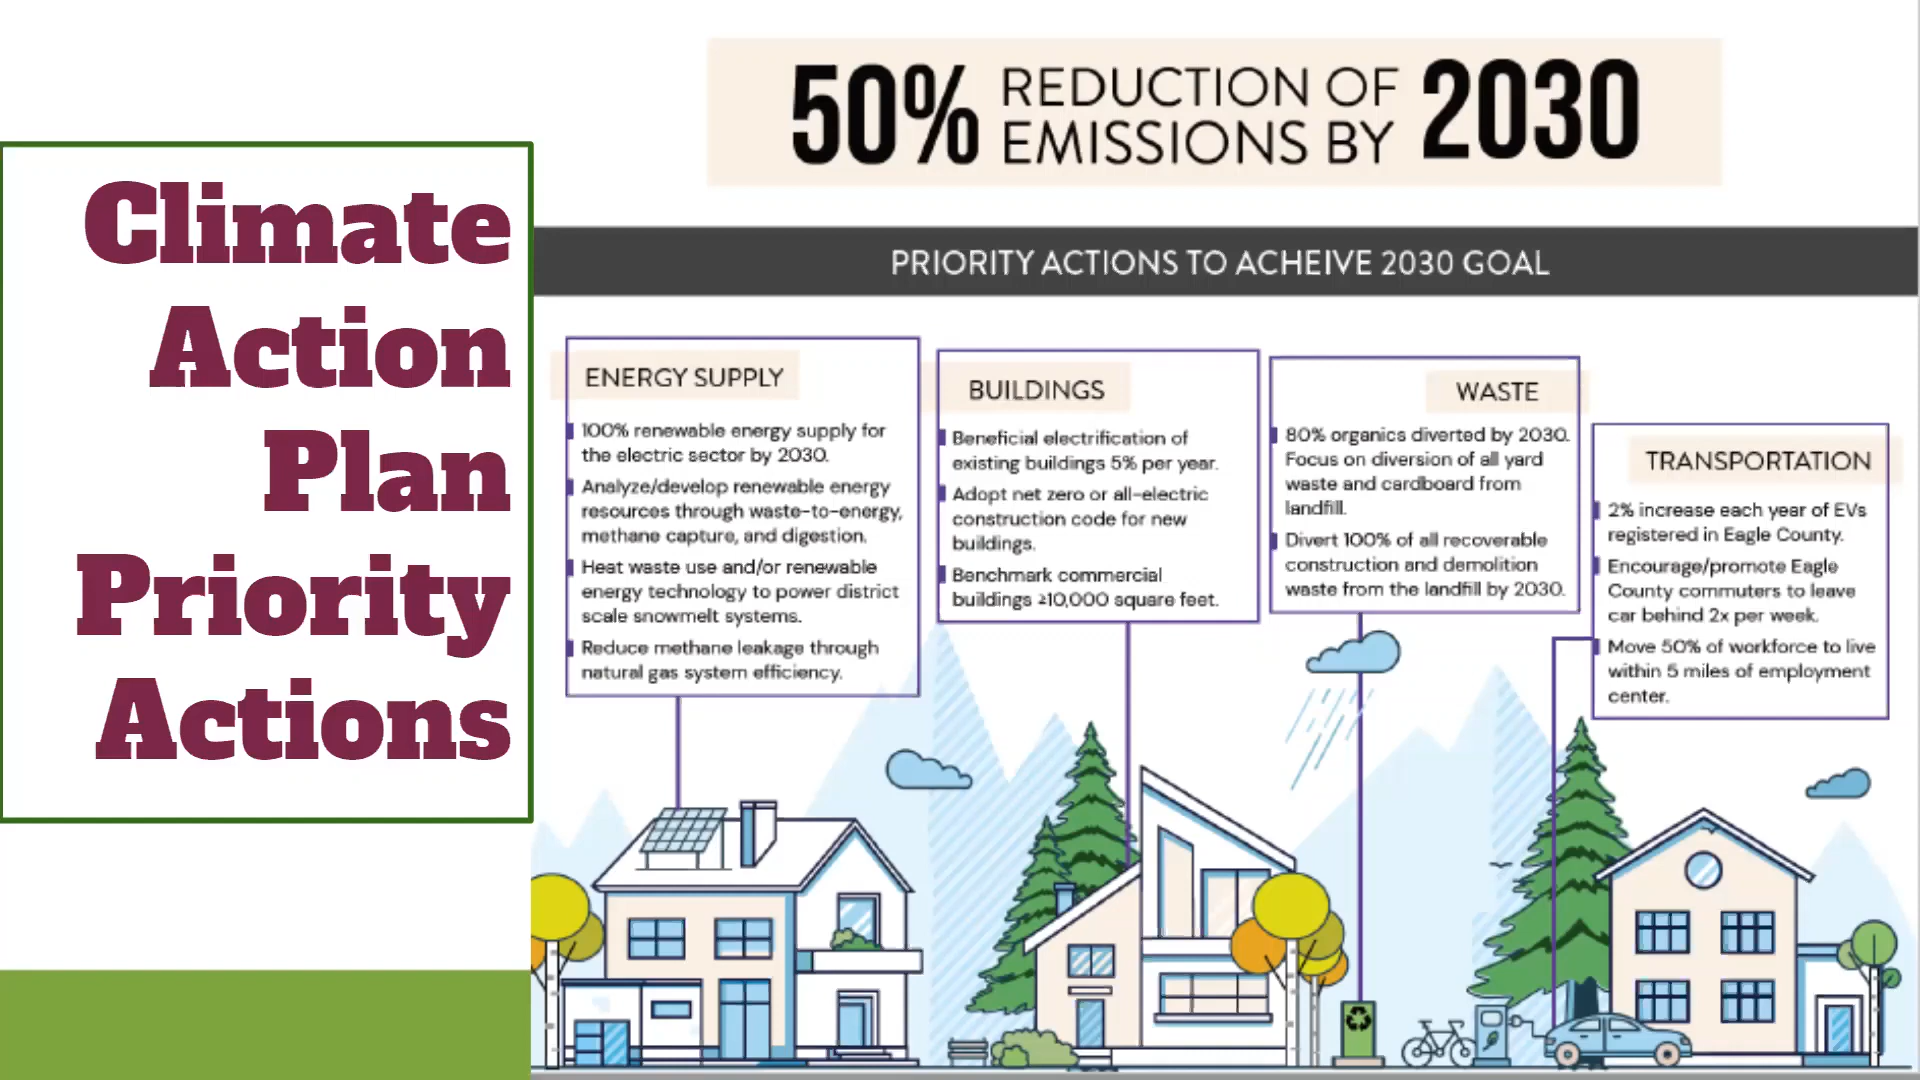 Climate
Action
Plan
Priority
Actions
50% REDUCTION OF EMISSIONS BY 2030
PRIORITY ACTIONS TO ACHEIVE 2030 GOAL
ENERGY SUPPLY
100% renewable energy supply for
the electric sector by 2030.
Analyze/develop renewable energy
resources through waste-to-energy,
methane capture, and digestion.
Heat waste use and/or renewable
energy technology to power district
scale snowmelt systems.
Reduce methane leakage through
natural gas system efficiency.
BUILDINGS
Beneficial electrification of
existing buildings 5% per year.
Adopt net zero or all-electric
construction code for new
buildings.
Benchmark commercial
buildings ≥10,000 square feet.
WASTE
80% organics diverted by 2030.
Focus on diversion of all yard
waste and cardboard from
landfill.
Divert 100% of all recoverable
construction and demolition
waste from the landfill by 2030.
TRANSPORTATION
2% increase each year of EVs
registered in Eagle County.
Encourage/promote Eagle
County commuters to leave
car behind 2x per week.
Move 50% of workforce to live
within 5 miles of employment
center.